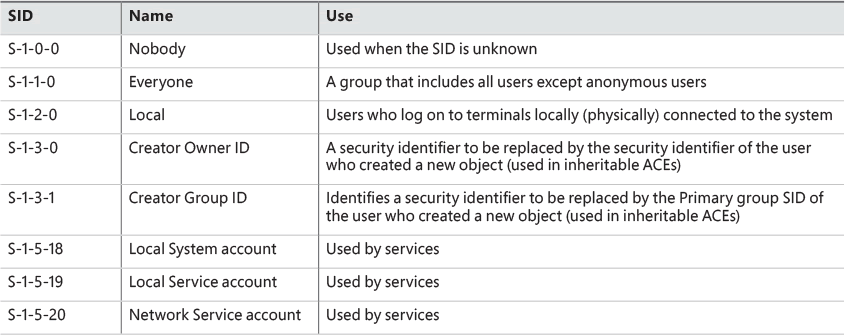 SID Name Use
S-1-0-0 Nobody Used when the SID is unknown
S-1-1-0 Everyone A group that includes all users except anonymous users
S-1-2-0 Local Users who log on to terminals locally (physically) connected to the system
S-1-3-0 Creator Owner ID A security identifier to be replaced by the security identifier of the user
who created a new object (used in inheritable ACEs)
S-1-3-1 Creator Group ID Identifies a security identifier to be replaced by the Primary group SID of
the user who created a new object (used in inheritable ACEs)
S-1-5-18 Local System account Used by services
S-1-5-19 Local Service account Used by services
S-1-5-20 Network Service account Used by services